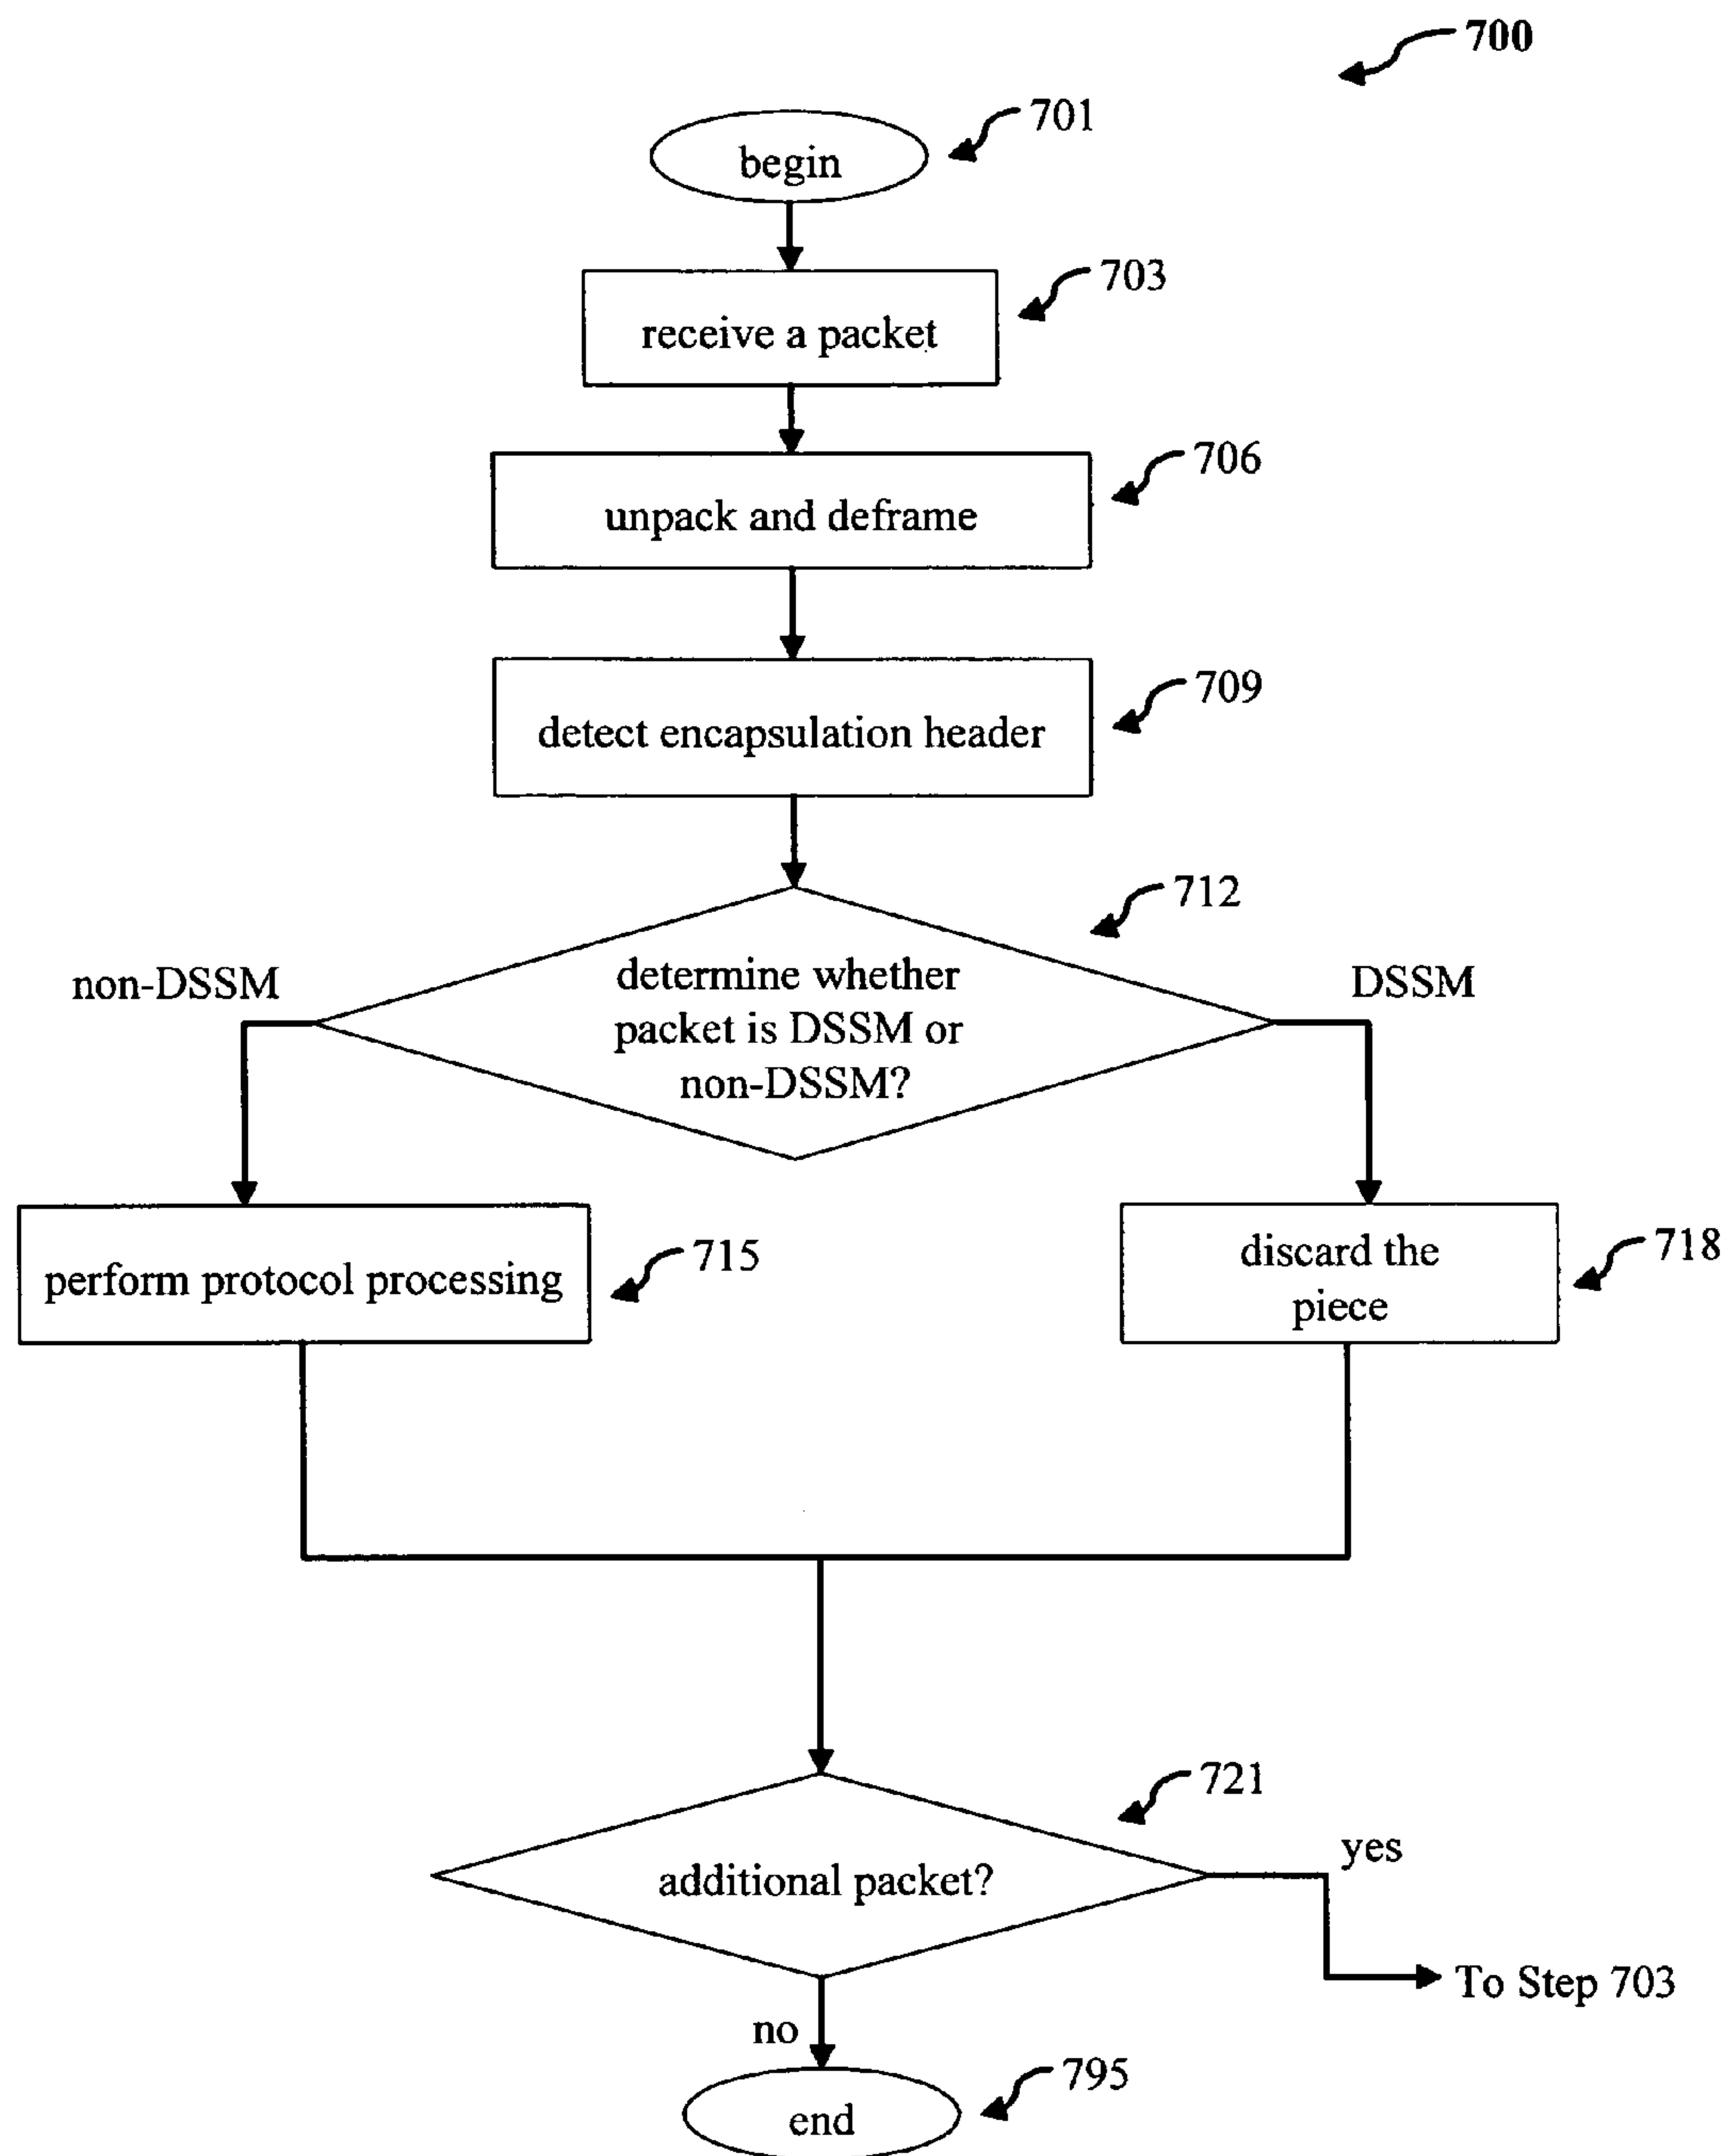 700
701
begin
703
receive a packet
706
unpack and deframe
709
detect encapsulation header
712
non-DSSM
DSSM
determine whether
packet is DSSM or
non-DSSM?
perform protocol processing
715
discard the
piece
718
721
additional packet?
yes
To Step 703
no
795
end